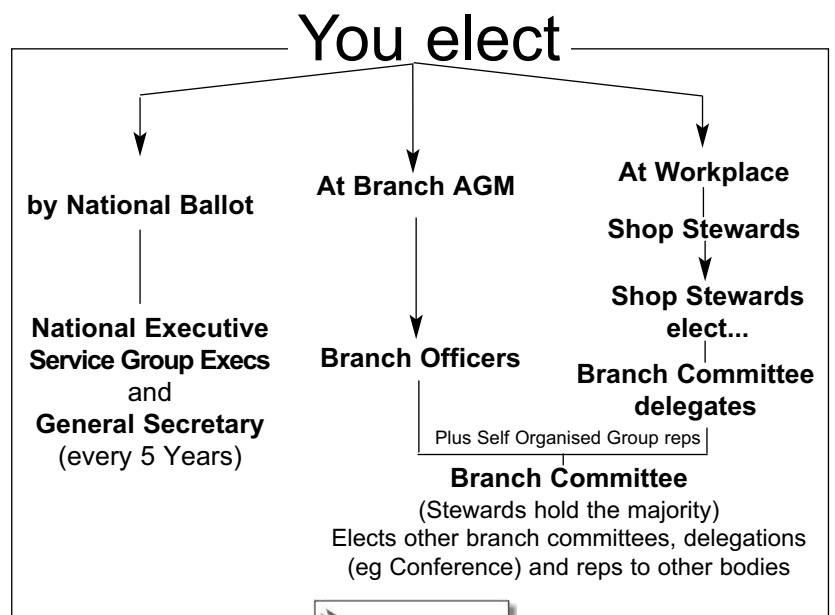 You elect
by National Ballot
National Executive
Service Group Execs
and
General Secretary
(every 5 Years)
At Branch AGM
Branch Officers
At Workplace
Shop Stewards
Shop Stewards
elect...
Branch Committee
delegates
Plus Self Organised Group reps
Branch Committee
(Stewards hold the majority)
Elects other branch committees, delegations
(eg Conference) and reps to other bodies